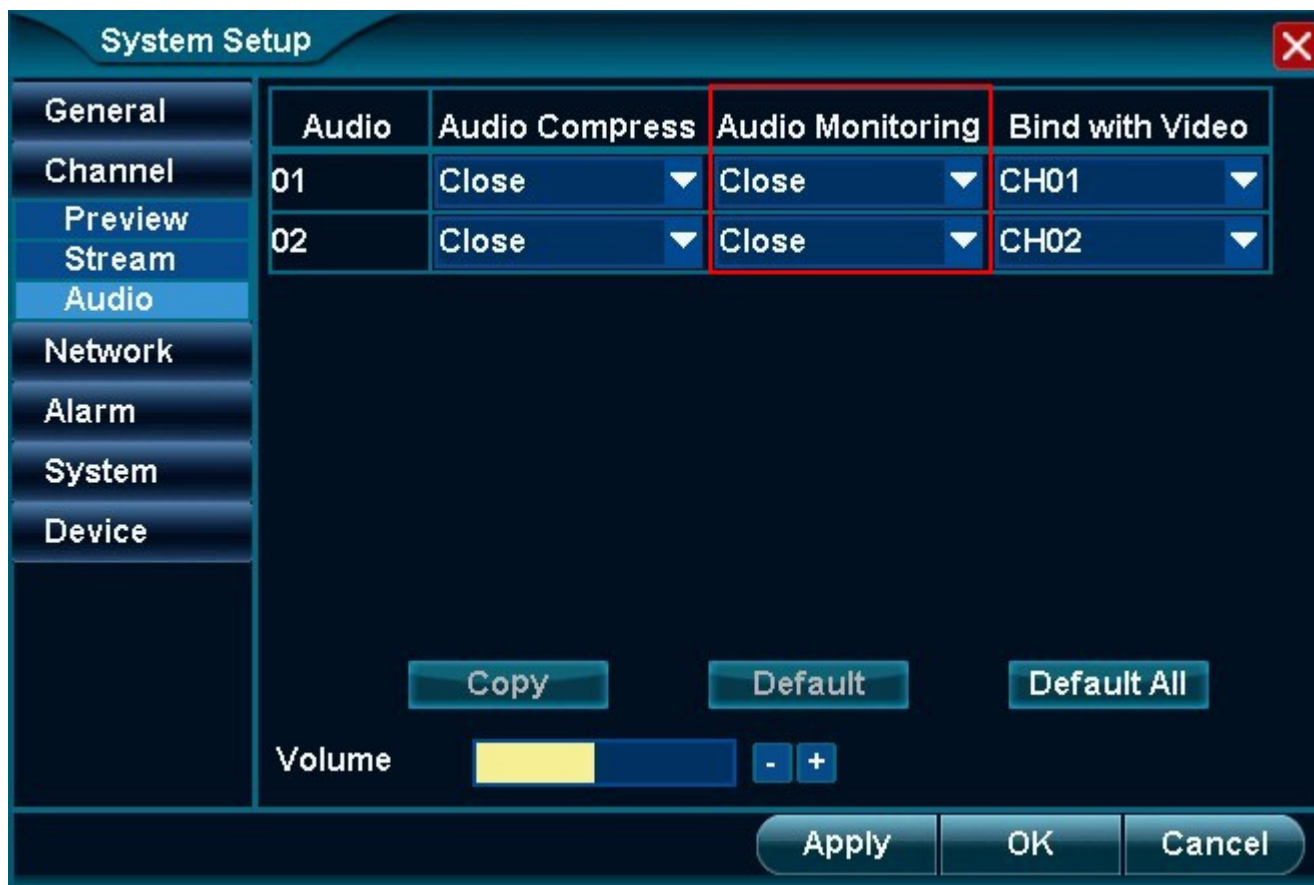 System Setup
General
Channel
Preview
Stream
Audio
Network
Alarm
System
Device
Audio Audio Compress Audio Monitoring Bind with Video
01 Close Close CH01
02 Close Close CH02
Copy Default Default All
Volume - +
Apply OK Cancel